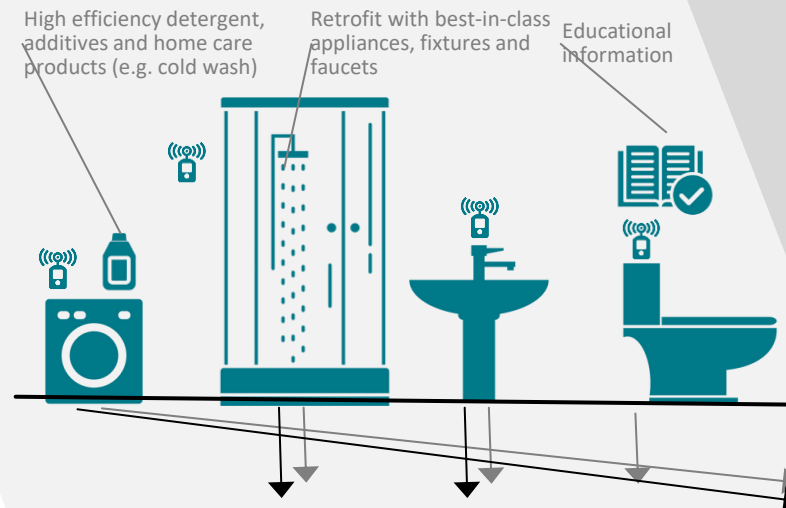 High efficiency detergent,
additives and home care
products (e.g. cold wash)
Retrofit with best-in-class
appliances, fixtures and
faucets
Educational
information